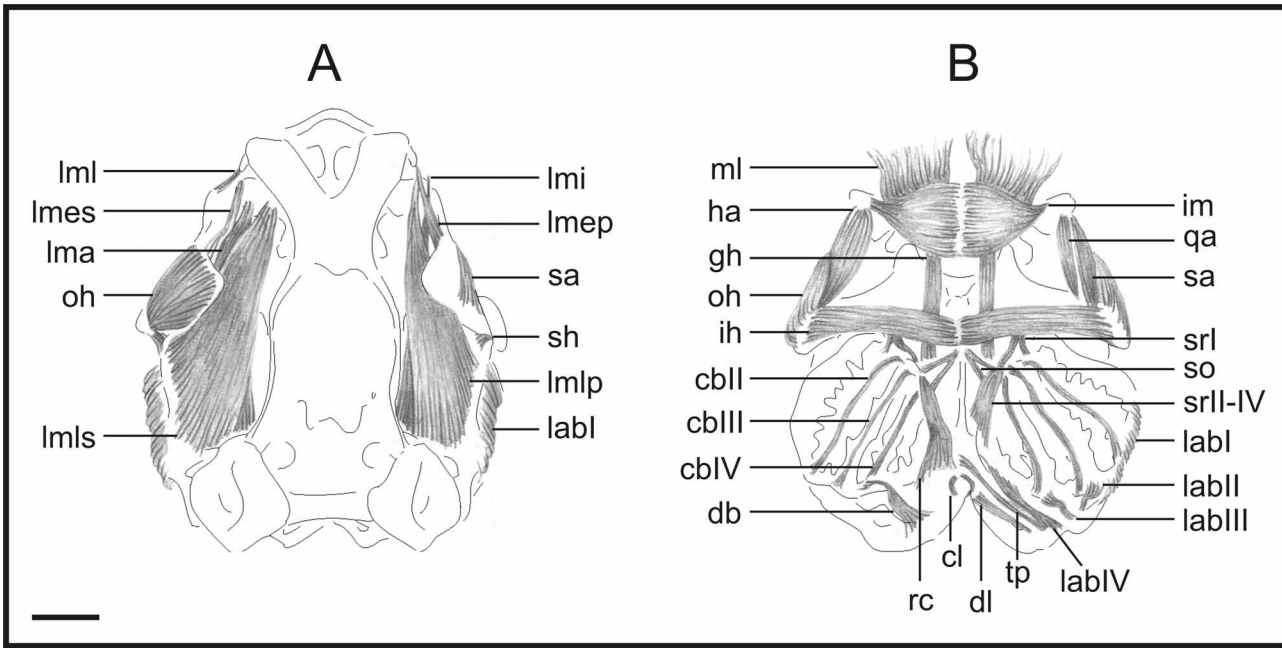 A
lml
lmes
lma
oh
lmls
lmi
lmep
sa
sh
lmlp
labI
B
ml
ha
gh
oh
ih
cbII
cbIII
cbIV
db
rc
cl
dl
tp
labIV
im
qa
sa
srI
so
srII-IV
labI
labII
labIII